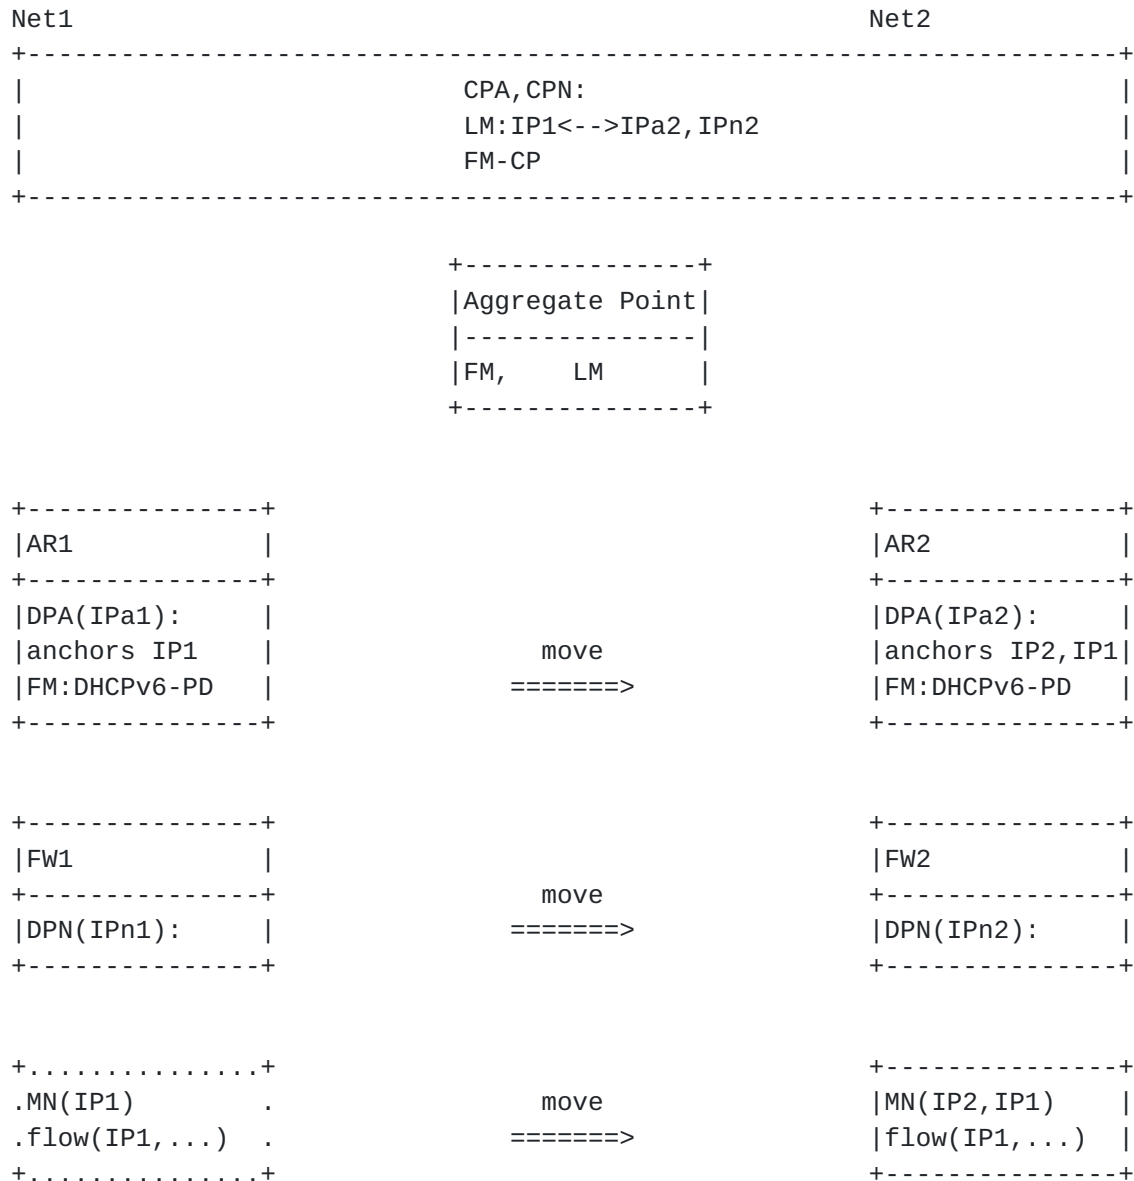 Net1                                                   Net2
+----------------------------------------------------------------------+
|                            CPA,CPN:                                  |
|                            LM:IP1<-->IPa2,IPn2                       |
|                            FM-CP                                     |
+----------------------------------------------------------------------+
                            +---------------+
                            |Aggregate Point|
                            |---------------|
                            |FM,    LM      |
                            +---------------+
+---------------+                                      +---------------+
|AR1            |                                      |AR2            |
+---------------+                                      +---------------+
|DPA(IPa1):     |                                      |DPA(IPa2):     |
|anchors IP1    |                 move                 |anchors IP2,IP1|
|FM:DHCPv6-PD   |               =======>               |FM:DHCPv6-PD   |
+---------------+                                      +---------------+
+---------------+                                      +---------------+
|FW1            |                                      |FW2            |
+---------------+                 move                 +---------------+
|DPN(IPn1):     |               =======>               |DPN(IPn2):     |
+---------------+                                      +---------------+
+...............+                                      +---------------+
.MN(IP1)        .                 move                 |MN(IP2,IP1)    |
.flow(IP1,...)  .               =======>               |flow(IP1,...)  |
+...............+                                      +---------------+